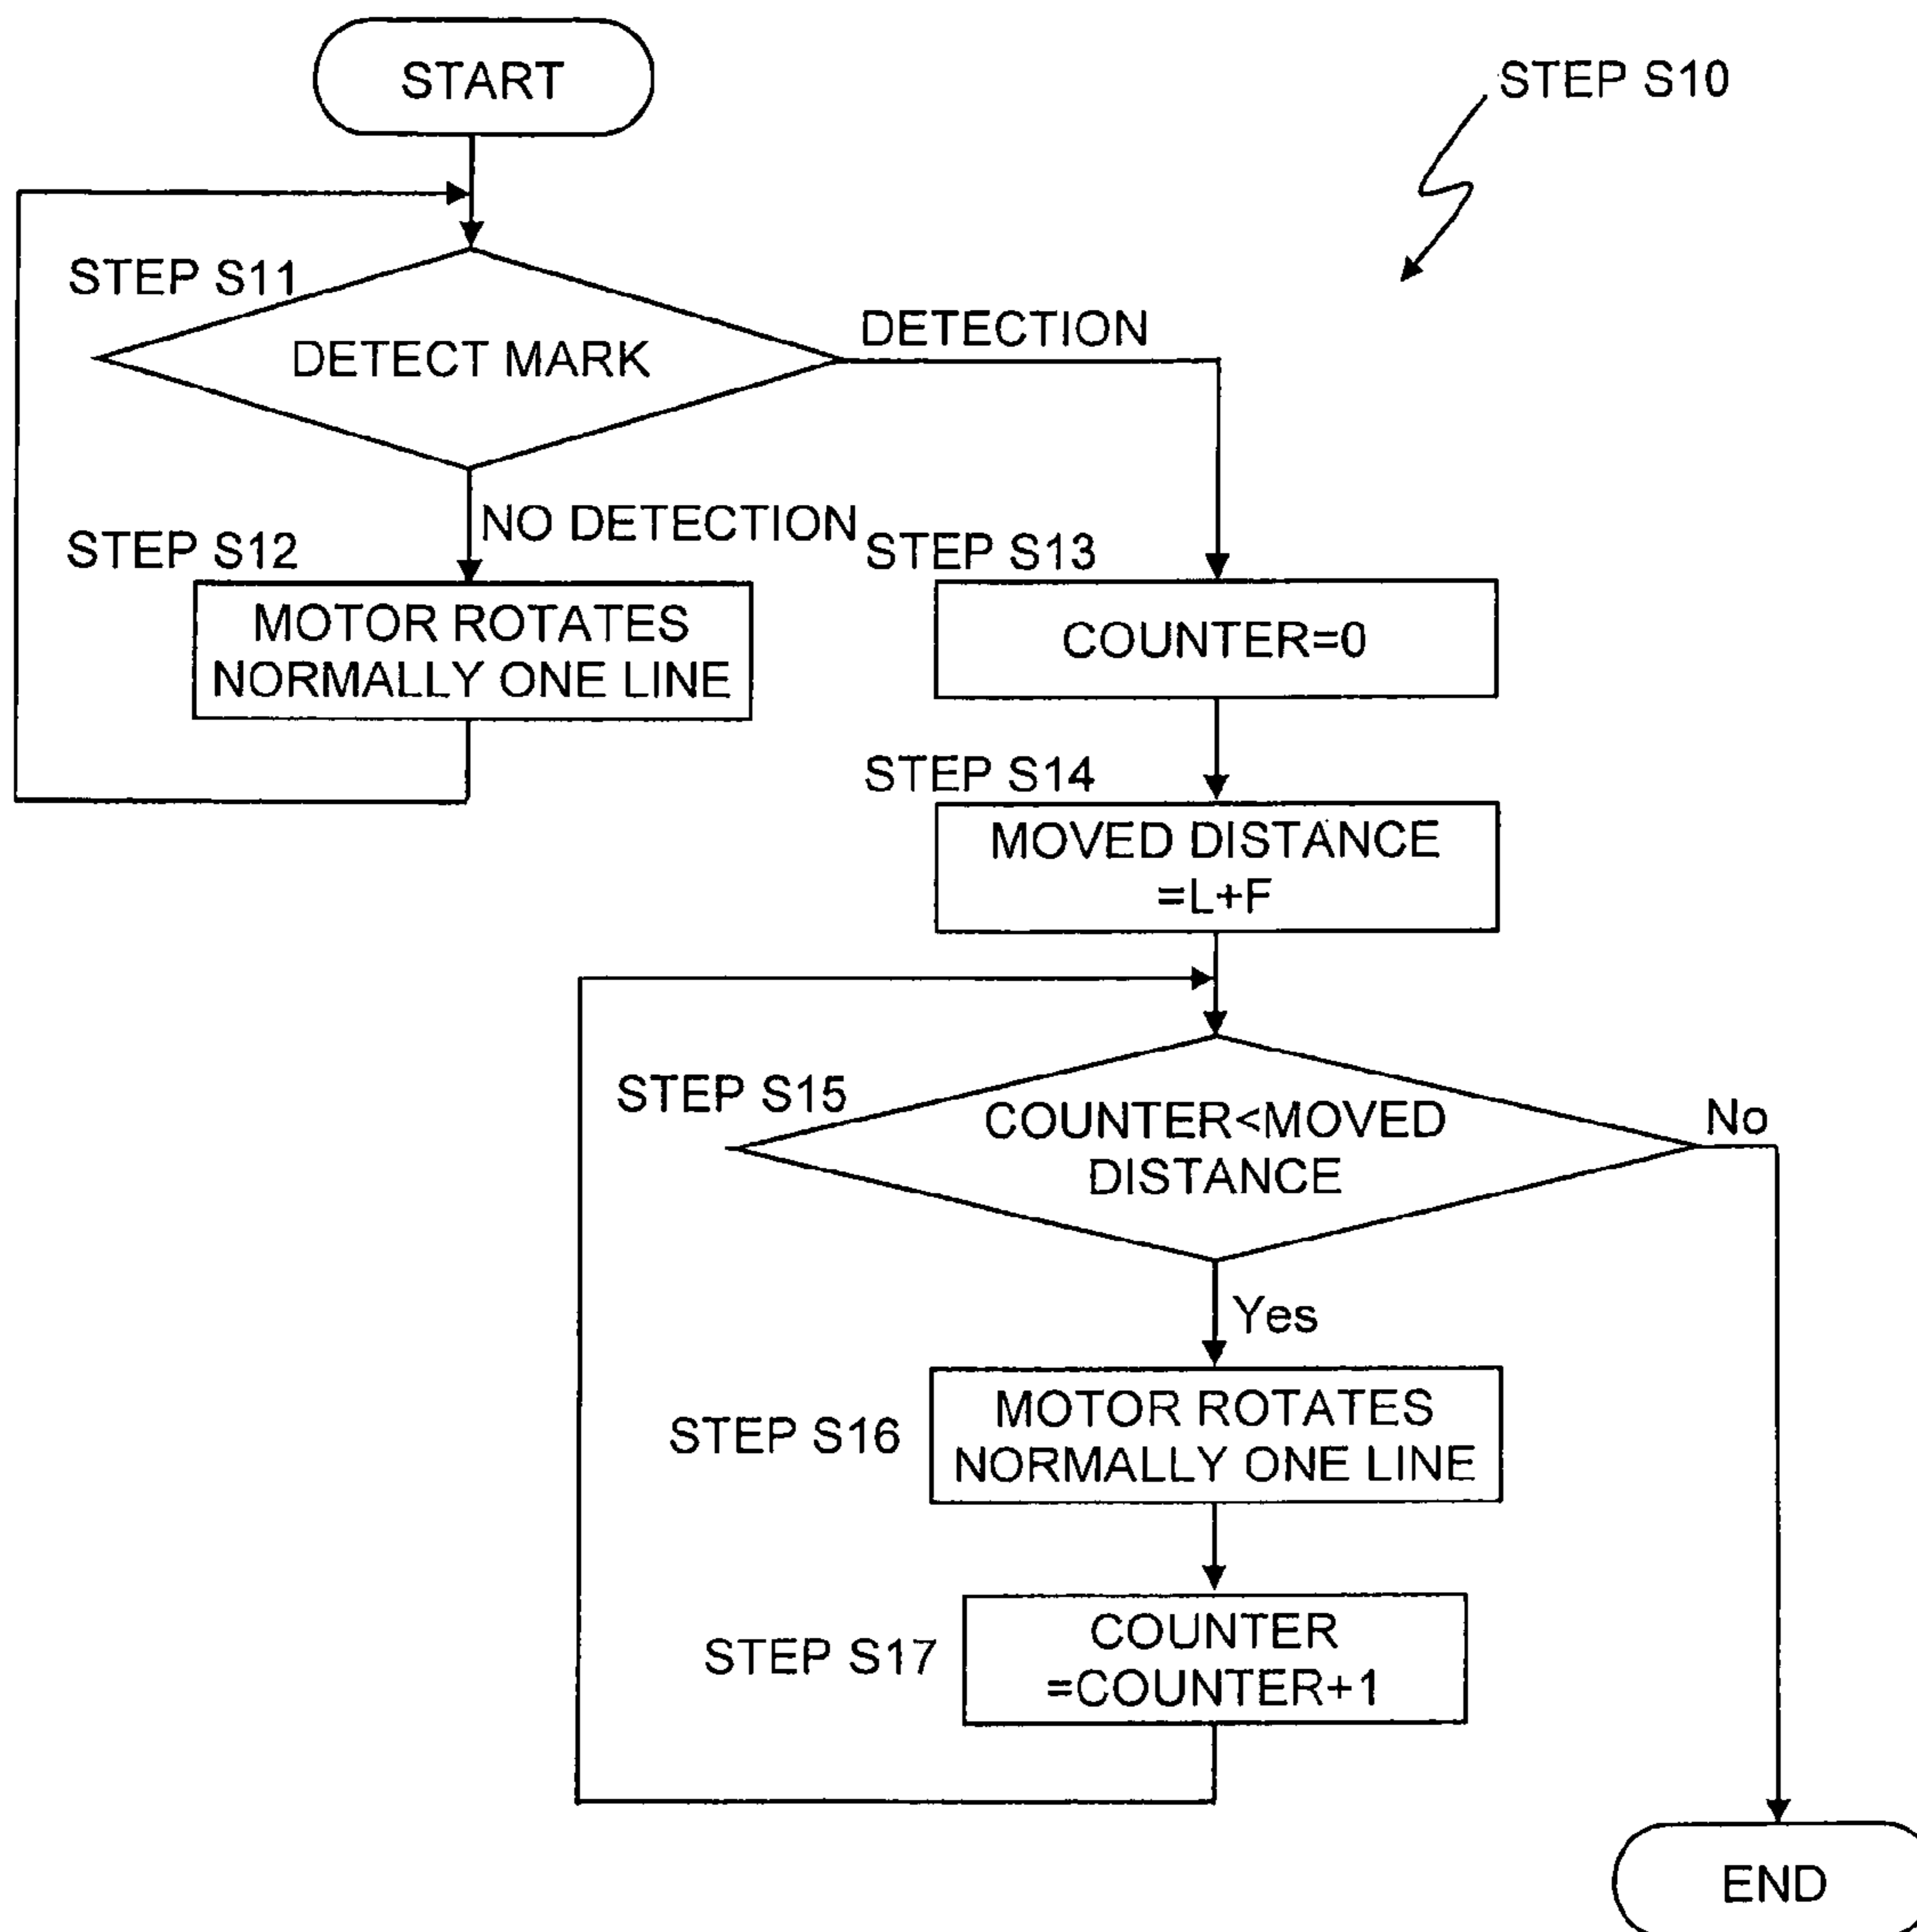 START
STEP S10
STEP S11
DETECT MARK
DETECTION
NO DETECTION
STEP S12
MOTOR ROTATES
NORMALLY ONE LINE
STEP S13
COUNTER=0
STEP S14
MOVED DISTANCE
=L+F
STEP S15
COUNTER<MOVED
DISTANCE
No
Yes
STEP S16
MOTOR ROTATES
NORMALLY ONE LINE
STEP S17
COUNTER
=COUNTER+1
END